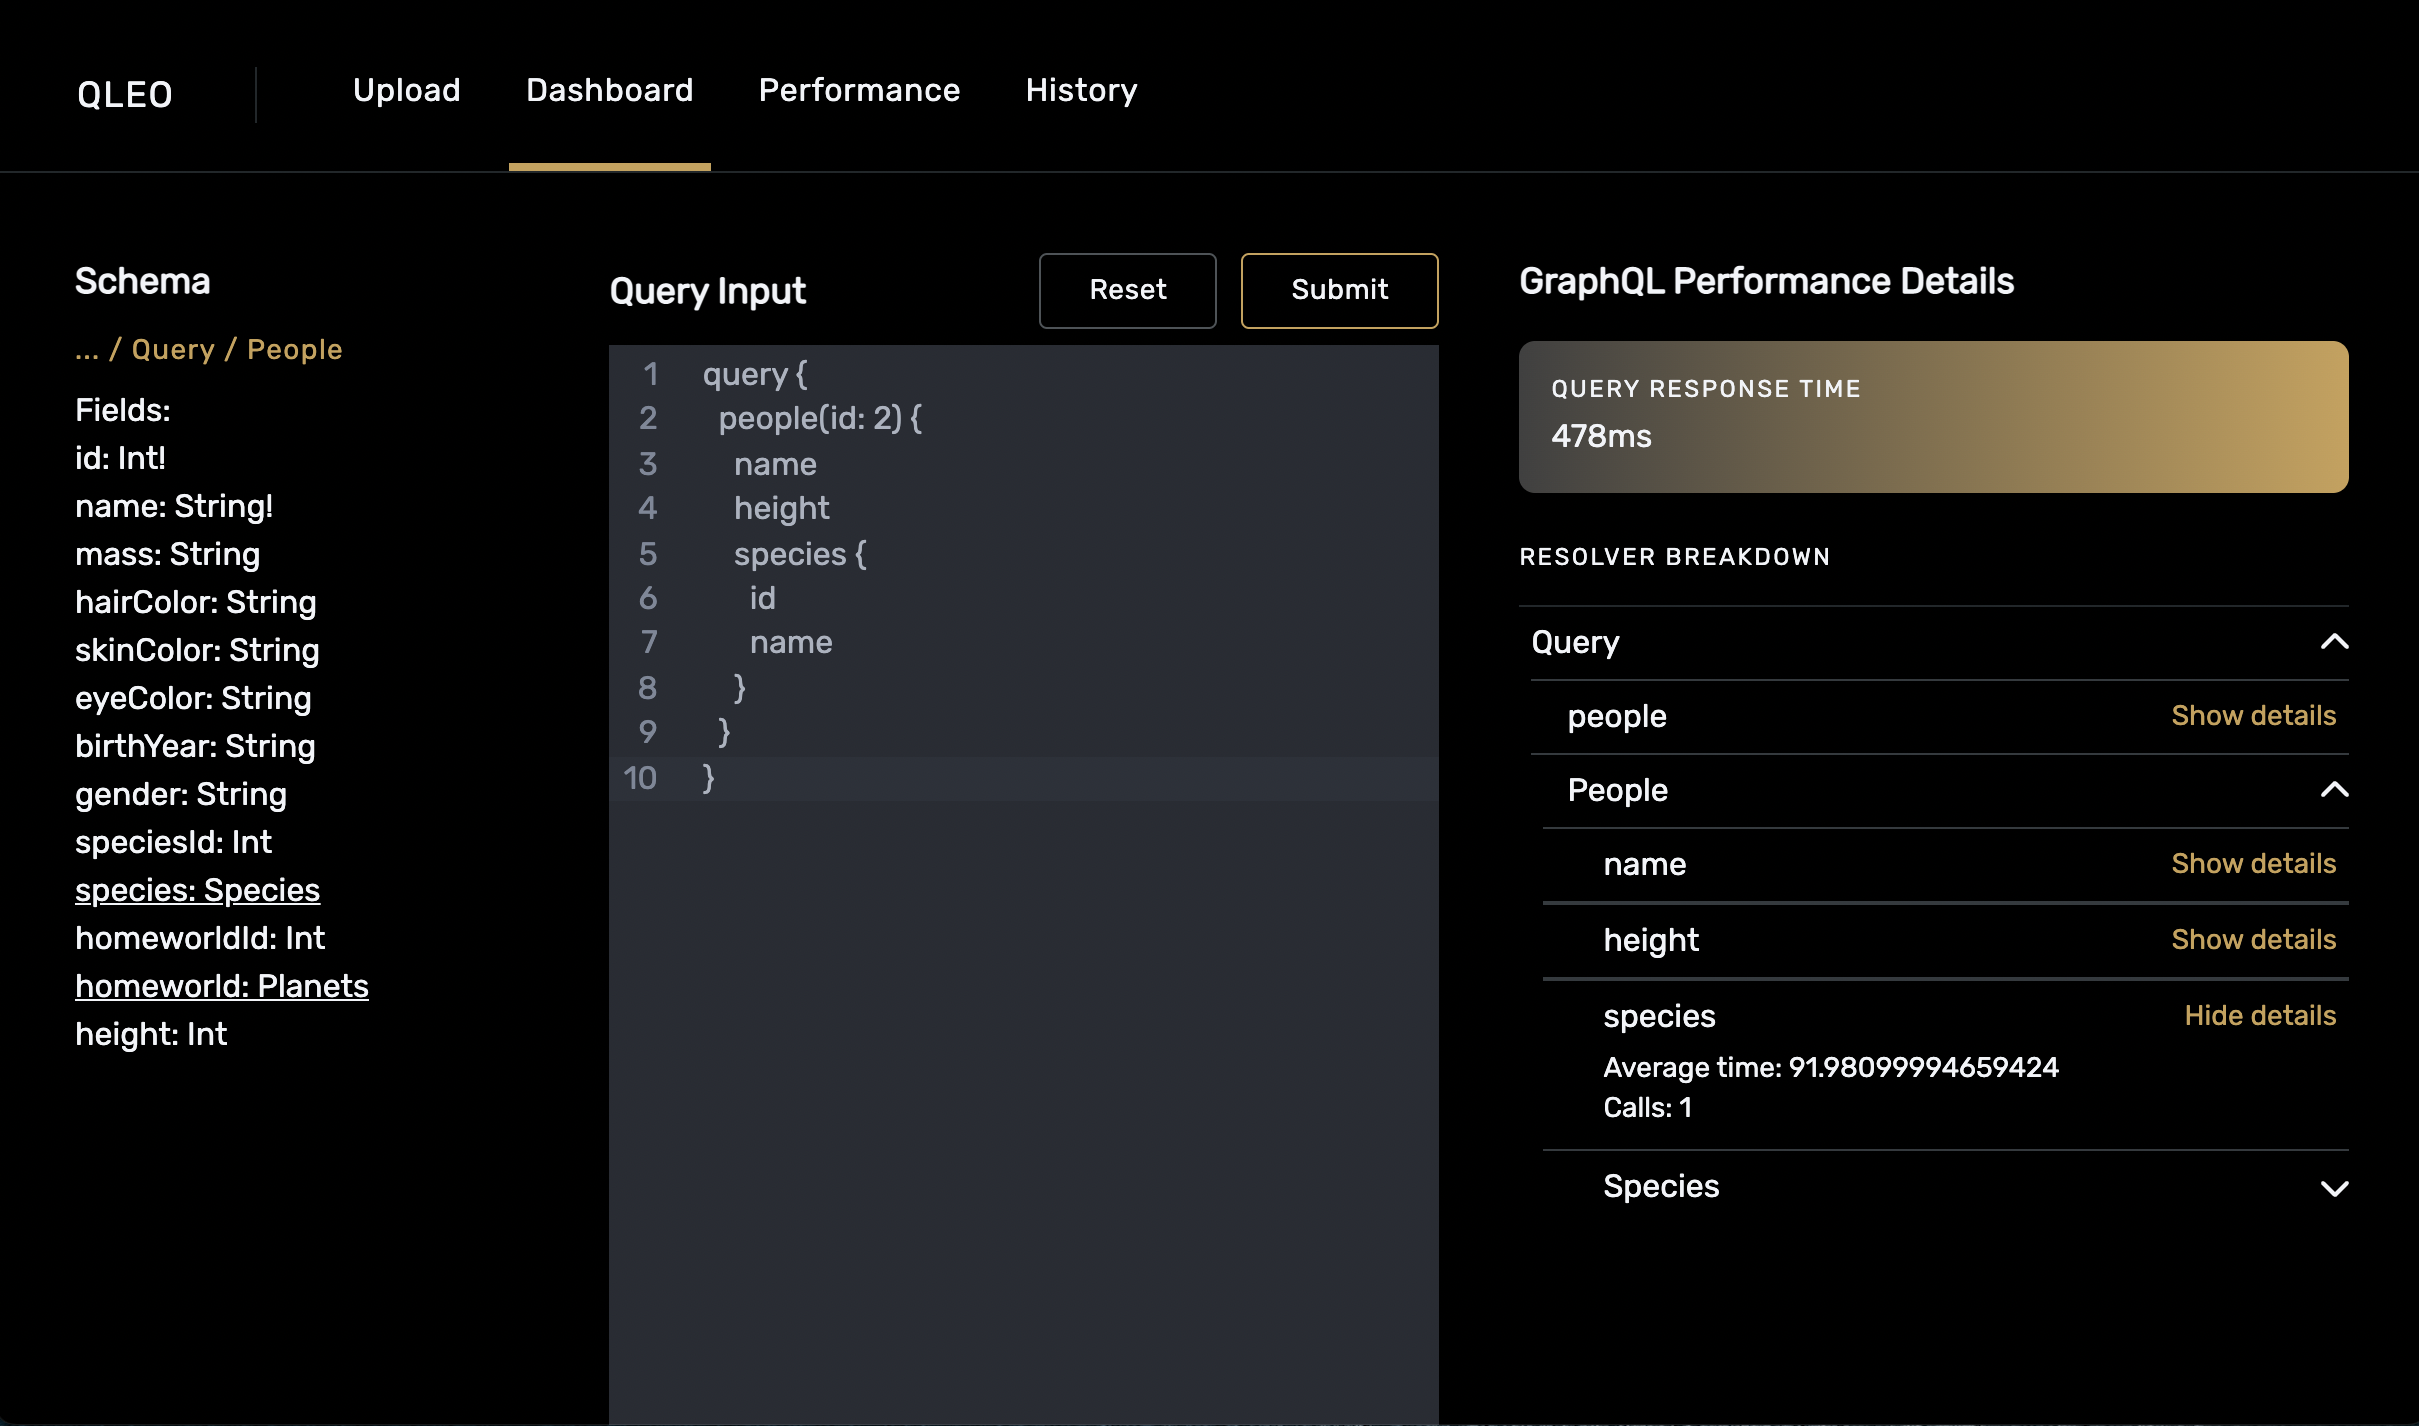 QLEO
Upload
Dashboard
Performance
History
Schema
... / Query / People
Fields:
id: Int!
name: String!
mass: String
hairColor: String
skinColor: String
eyeColor: String
birthYear: String
gender: String
speciesId: Int
species: Species
homeworldId: Int
homeworld: Planets
height: Int
Query Input
Reset
Submit
1 query {
2 people(id: 2) {
3 name
4 height
5 species {
6 id
7 name
8 }
9 }
10 }
GraphQL Performance Details
QUERY RESPONSE TIME
478ms
RESOLVER BREAKDOWN
Query
people Show details
People
name Show details
height Show details
species Hide details
Average time: 91.98099994659424
Calls: 1
Species